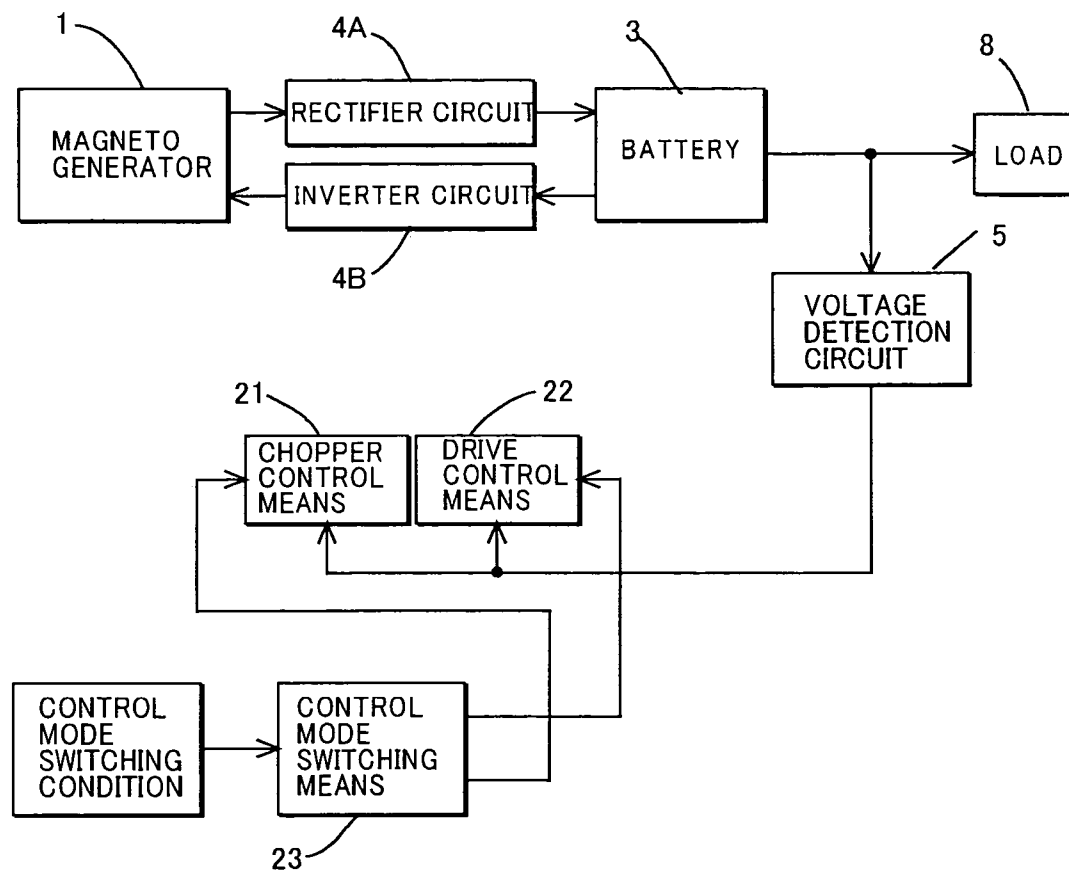 1
4A
3
8
RECTIFIER CIRCUIT
MAGNETO
GENERATOR
BATTERY
LOAD
INVERTER CIRCUIT
4B
5
VOLTAGE
DETECTION
CIRCUIT
21
22
CHOPPER
CONTROL
MEANS
DRIVE
CONTROL
MEANS
CONTROL
MODE
SWITCHING
CONDITION
CONTROL
MODE
SWITCHING
MEANS
23